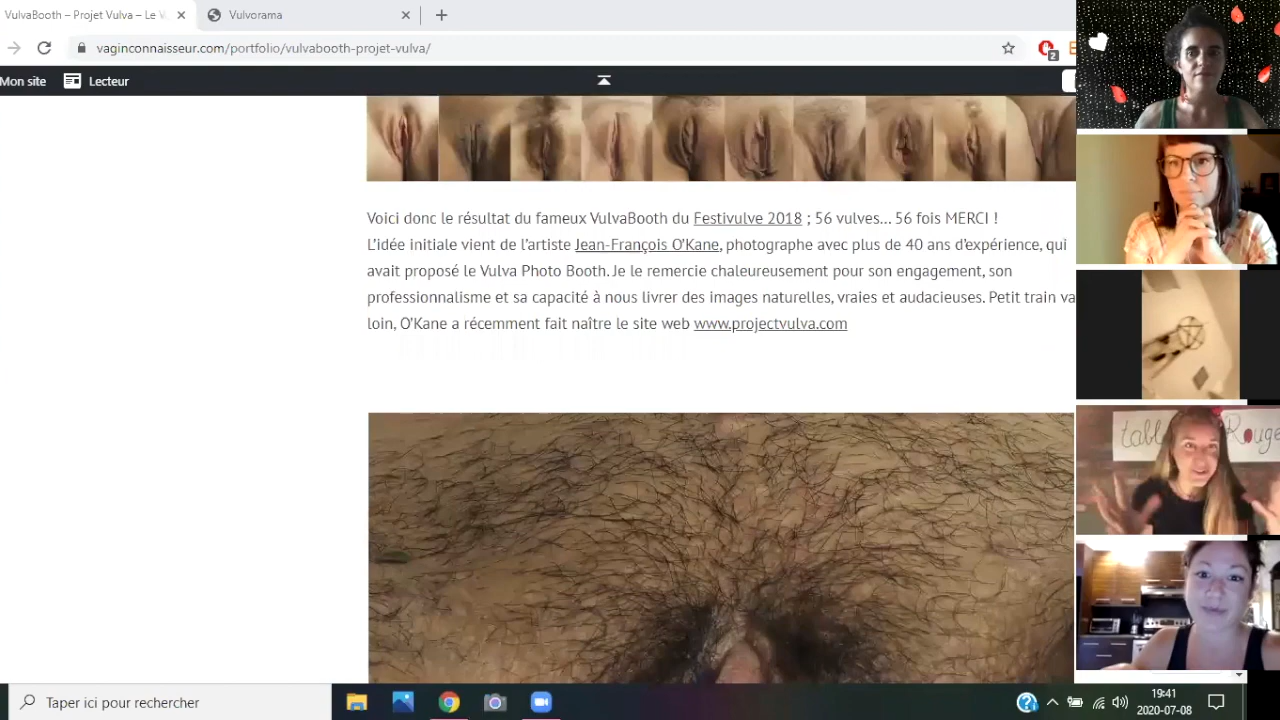 VulvaBooth – Projet Vulva – Le V
Vulvorama
vaginconnaisseur.com/portfolio/vulvabooth-projet-vulva/
2
Mon site
Lecteur
Voici donc le résultat du fameux VulvaBooth du Festivulve 2018 ; 56 vulves... 56 fois MERCI !
L'idée initiale vient de l'artiste Jean-François O'Kane, photographe avec plus de 40 ans d'expérience, qui
avait proposé le Vulva Photo Booth. Je le remercie chaleureusement pour son engagement, son
professionnalisme et sa capacité à nous livrer des images naturelles, vraies et audacieuses. Petit train va
loin, O'Kane a récemment fait naître le site web www.projectvulva.com
tabl Rouge
Taper ici pour rechercher
19:41
2020-07-08